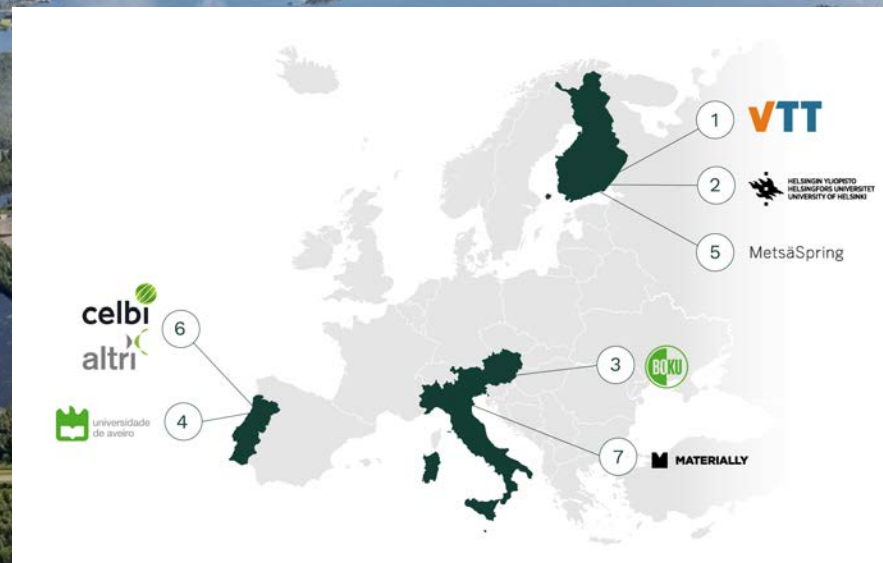 1
VTT
2
HELSINGIN YLIOPISTO
HELSINGFORS UNIVERSITET
UNIVERSITY OF HELSINKI
5
MetsäSpring
celbi
altri
6
universidade
de aveiro
4
3
BOKU
7
MATERIALLY